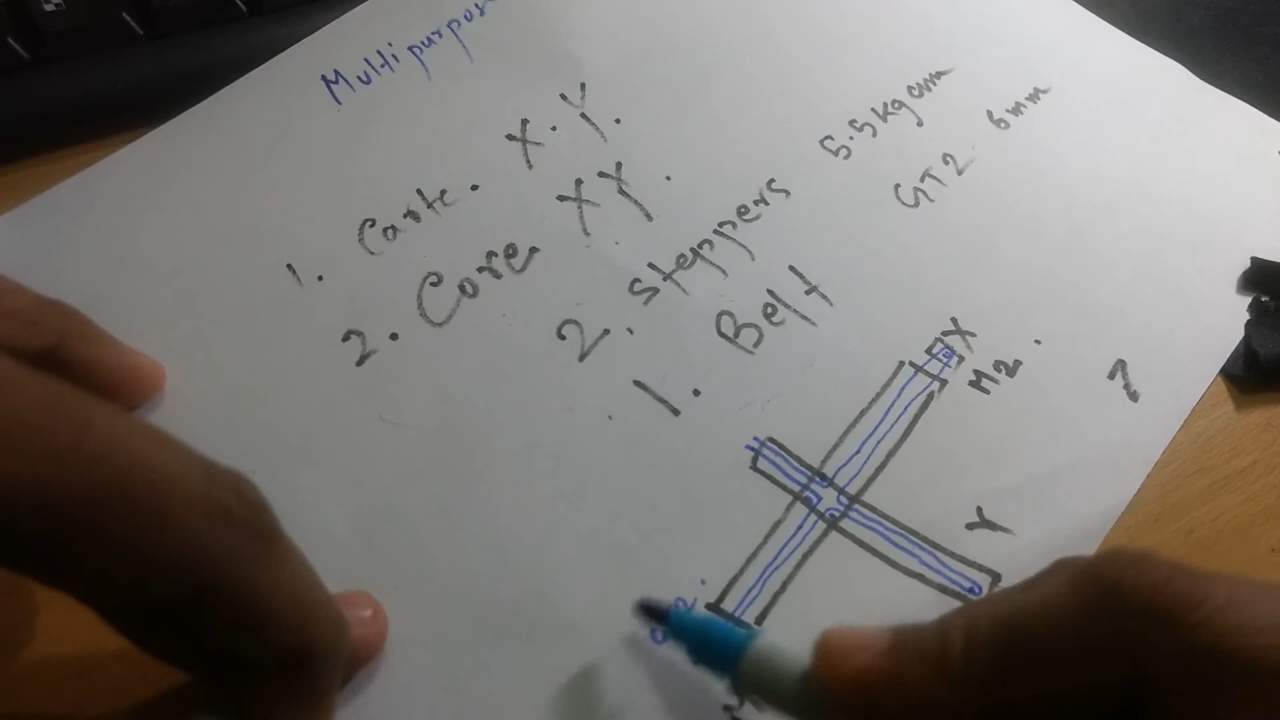 Multipurpos
1. Carte. X.Y.
2. Core XY.
2. Steppers 5.5kgcm
1. Belt GT2 6mm
X
M2.
Y